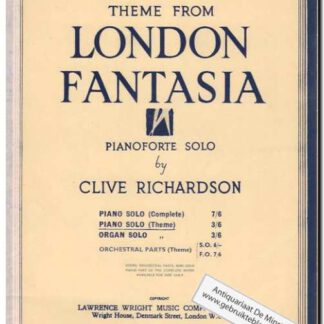 THEME FROM
LONDON
FANTASIA
PIANOFORTE SOLO
by
CLIVE RICHARDSON
PIANO SOLO (Complete) 7/6
PIANO SOLO (Theme) 3/6
ORGAN SOLO „ 3/6
ORCHESTRAL PARTS (Theme) S.O. 6/-
F.O. 7.6
COPYRIGHT
LAWRENCE WRIGHT MUSIC COMP
Wright House, Denmark Street, London W.C.
Antiquariaat De Min
www.gebruikteb